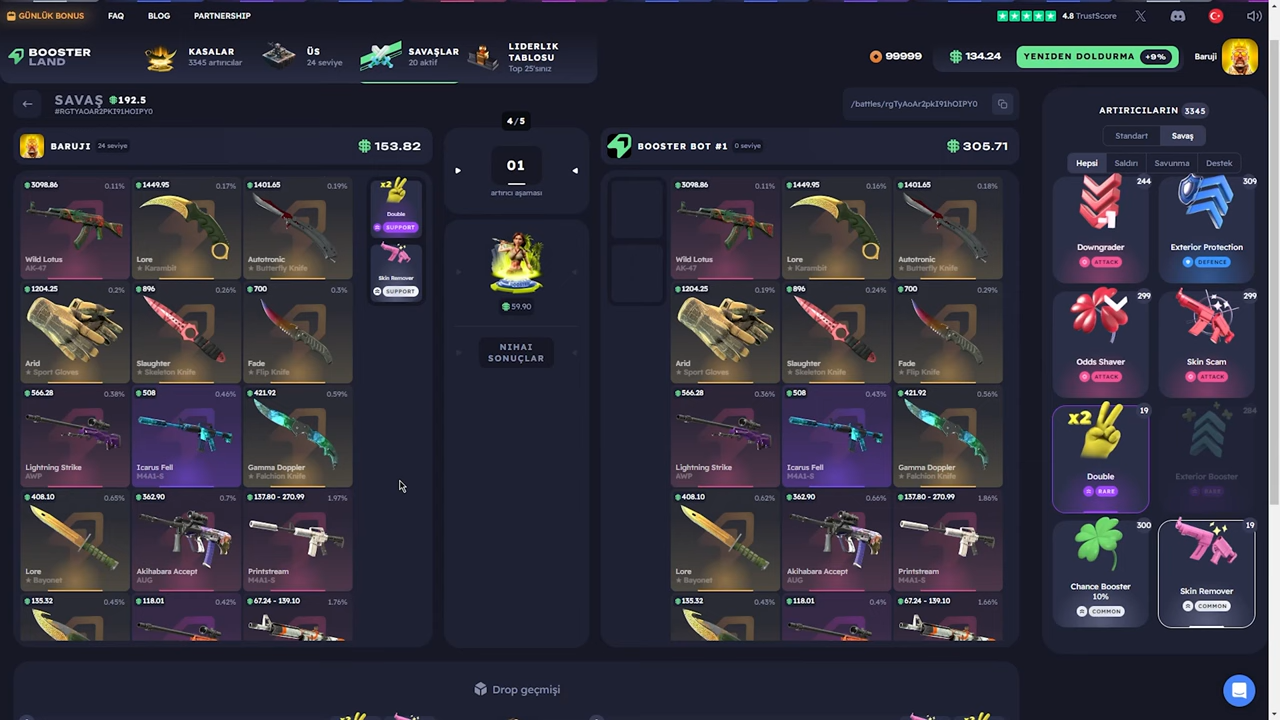 GÜNLÜK BONUS
FAQ
BLOG
PARTNERSHIP
4.8 TrustScore
BOOSTER
LAND
KASALAR
3345 artırıcılar
ÜS
24 seviye
SAVAŞLAR
20 aktif
LIDERLIK
TABLOSU
Top 25'sınız
99999
134.24
YENİDEN DOLDURMA +9%
Baruji
SAVAŞ 192.5
#RGTYAOAR2PKI91HOIPY0
4/5
/battles/rgTyAoAr2pkI91hOIPY0
BARUJI 24 seviye
153.82
01
artırıcı aşaması
BOOSTER BOT #1 0 seviye
305.71
3098.86 0.11%
Wild Lotus
AK-47
1449.95 0.17%
Lore
★ Karambit
1401.65 0.19%
Autotronic
★ Butterfly Knife
1204.25 0.2%
Arid
★ Sport Gloves
896 0.26%
Slaughter
★ Skeleton Knife
700 0.3%
Fade
★ Flip Knife
566.28 0.38%
Lightning Strike
AWP
508 0.46%
Icarus Fell
M4A1-S
421.92 0.59%
Gamma Doppler
★ Falchion Knife
408.10 0.65%
Lore
★ Bayonet
362.90 0.7%
Akihabara Accept
AUG
137.80 - 270.99 1.97%
Printstream
M4A1-S
135.32 0.45%
118.01 0.42%
67.24 - 139.10 1.76%
x2
Double
SUPPORT
Skin Remover
SUPPORT
59.90
NIHAI
SONUÇLAR
3098.86 0.11%
Wild Lotus
AK-47
1449.95 0.16%
Lore
★ Karambit
1401.65 0.18%
Autotronic
★ Butterfly Knife
1204.25 0.19%
Arid
★ Sport Gloves
896 0.24%
Slaughter
★ Skeleton Knife
700 0.29%
Fade
★ Flip Knife
566.28 0.36%
Lightning Strike
AWP
508 0.43%
Icarus Fell
M4A1-S
421.92 0.56%
Gamma Doppler
★ Falchion Knife
408.10 0.62%
Lore
★ Bayonet
362.90 0.66%
Akihabara Accept
AUG
137.80 - 270.99 1.86%
Printstream
M4A1-S
135.32 0.43%
118.01 0.4%
67.24 - 139.10 1.66%
ARTIRICILARIN 3345
Standart
Savaş
Hepsi
Saldırı
Savunma
Destek
244
Downgrader
ATTACK
309
Exterior Protection
DEFENCE
299
Odds Shaver
ATTACK
299
Skin Scam
ATTACK
x2
19
Double
RARE
284
Exterior Booster
RARE
300
Chance Booster
10%
COMMON
19
Skin Remover
COMMON
Drop geçmişi